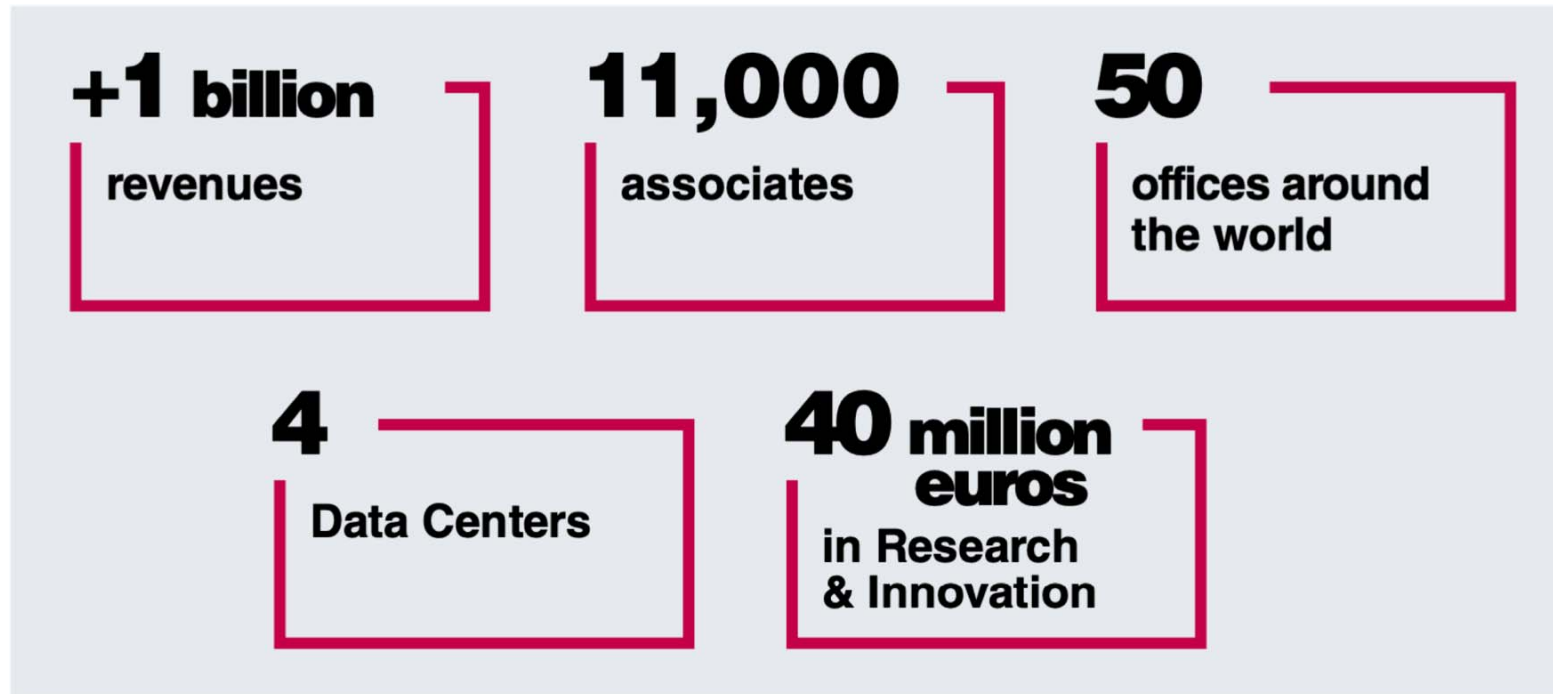 +1 billion
revenues
11,000
associates
50
offices around
the world
4
Data Centers
40 million
euros
in Research
& Innovation